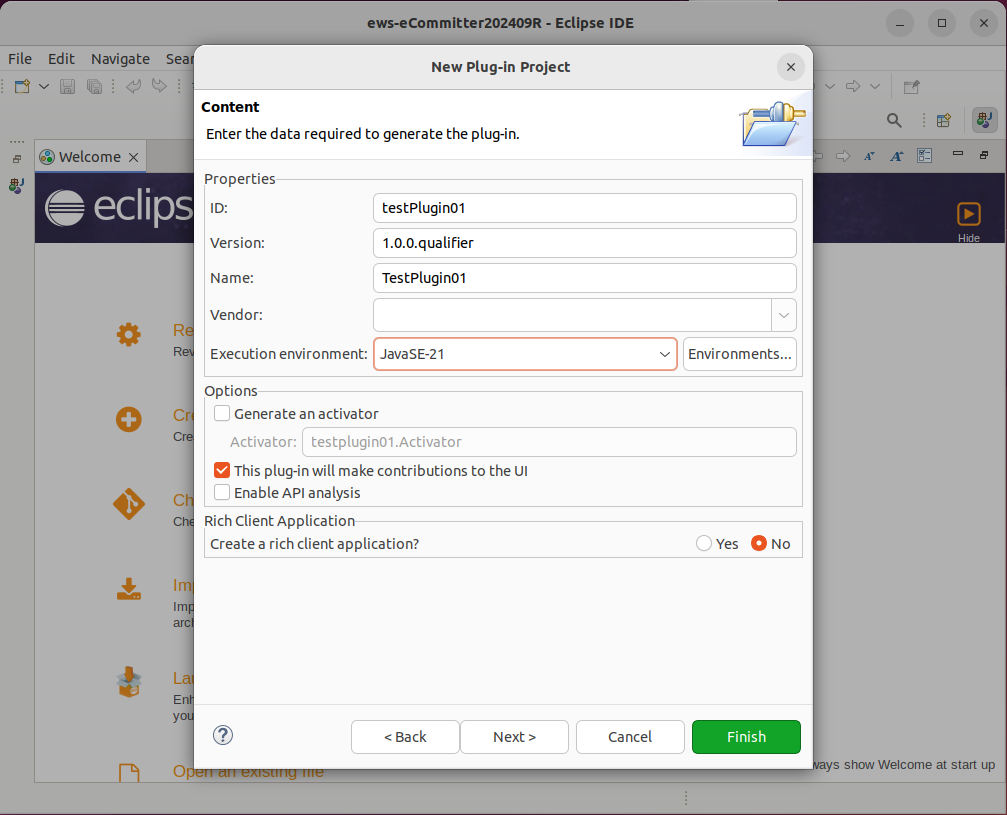 ews-eCommitter202409R - Eclipse IDE
File Edit Navigate Sear
New Plug-in Project
Content
Enter the data required to generate the plug-in.
Welcome
eclips
Hide
Properties
ID: testPlugin01
Version: 1.0.0.qualifier
Name: TestPlugin01
Vendor:
Execution environment: JavaSE-21 Environments...
Options
Generate an activator
Activator: testplugin01.Activator
This plug-in will make contributions to the UI
Enable API analysis
Rich Client Application
Create a rich client application? Yes No
Re
Rev
Cre
Cre
Ch
Che
Imp
Imp
arch
Lau
Enh
you
Open an existing file
< Back Next > Cancel Finish
ways show Welcome at start up